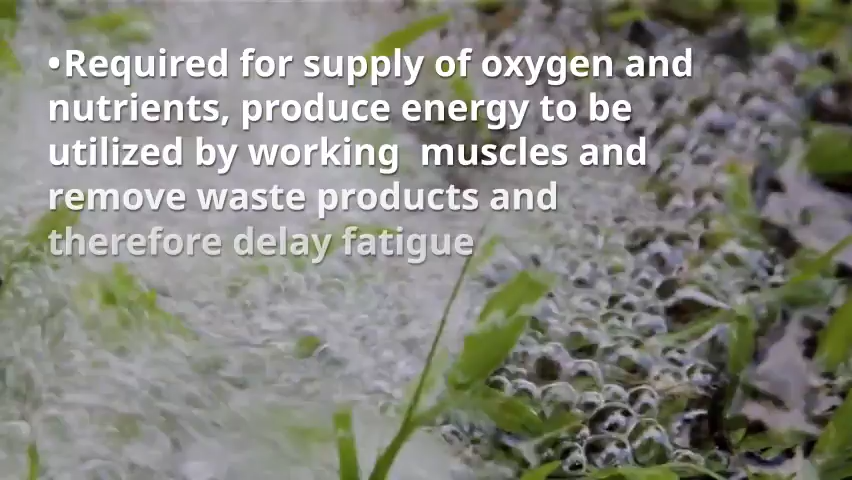 •Required for supply of oxygen and
nutrients, produce energy to be
utilized by working  muscles and
remove waste products and
therefore delay fatigue